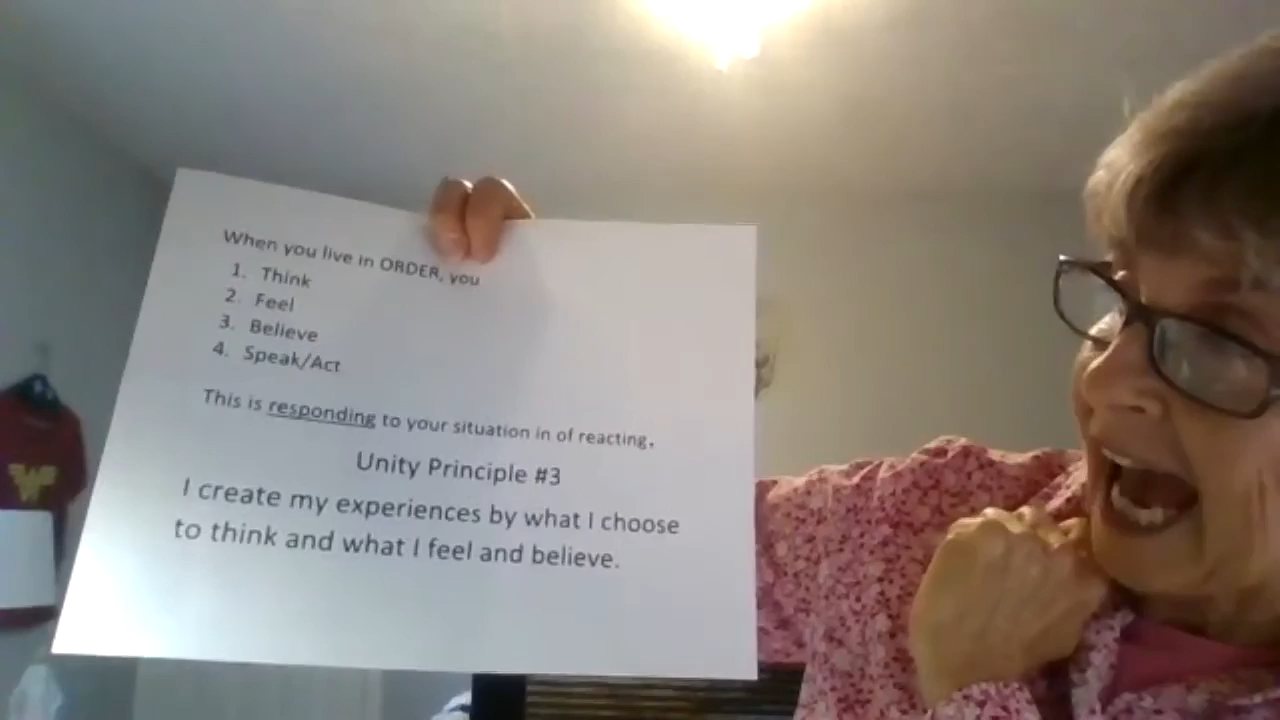 When you live in ORDER, you
1. Think
2. Feel
3. Believe
4. Speak/Act
This is responding to your situation in of reacting.
Unity Principle #3
I create my experiences by what I choose
to think and what I feel and believe.